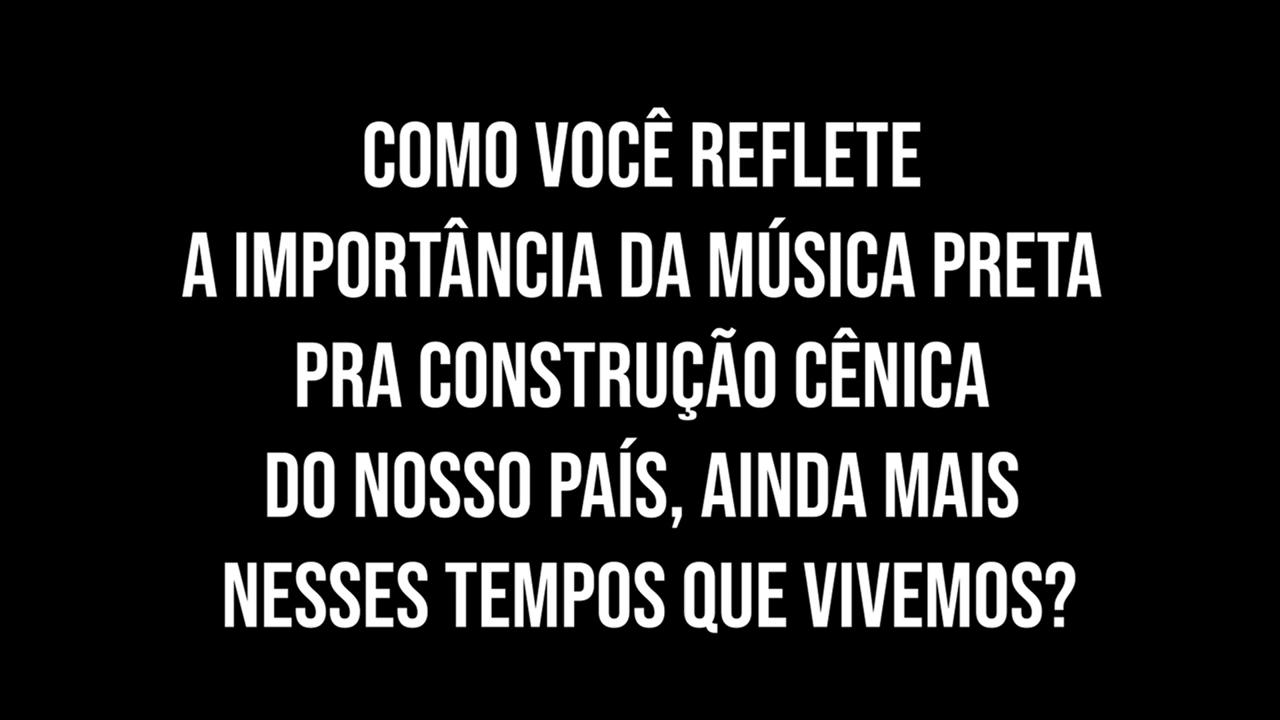 COMO VOCÊ REFLETE
A IMPORTÂNCIA DA MÚSICA PRETA
PRA CONSTRUÇÃO CÊNICA
DO NOSSO PAÍS, AINDA MAIS
NESSES TEMPOS QUE VIVEMOS?